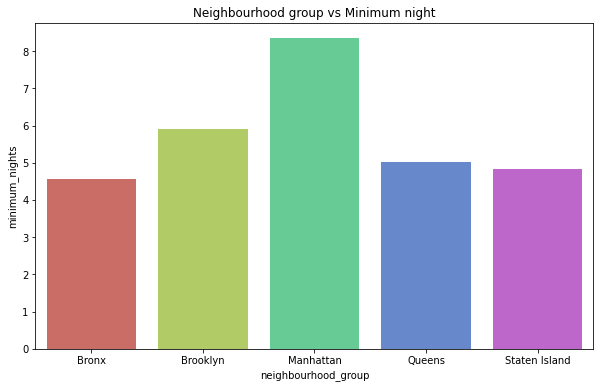 Neighbourhood group vs Minimum night
8
7
6
5
4
3
2
1
0
minimum_nights
Bronx Brooklyn Manhattan Queens Staten Island
neighbourhood_group